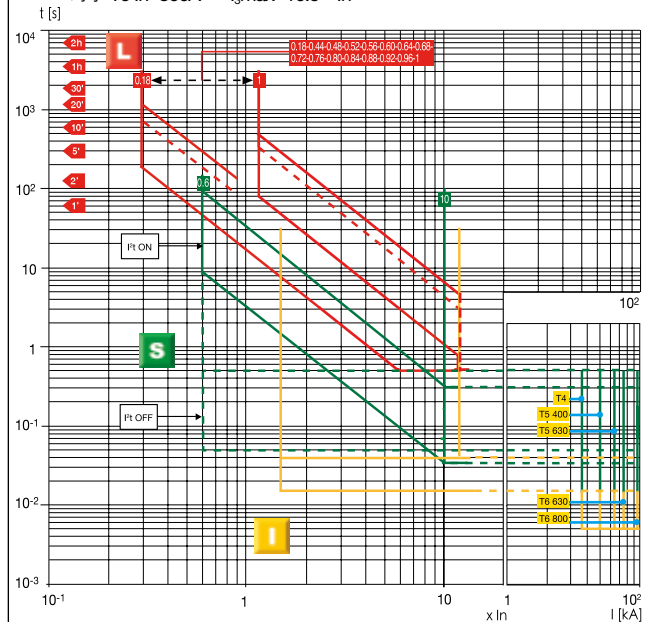 t [s]
10⁴
2h
L
0.18-0.44-0.48-0.52-0.56-0.60-0.64-0.68-
0.72-0.76-0.80-0.84-0.88-0.92-0.96-1
1h
0.18
1
30'
20'
10³
10'
5'
2'
10²
0.6
10
1'
I²t ON
10
10²
S
1
T4
I²t OFF
T5 400
T5 630
10⁻¹
10⁻²
T6 630
T6 800
I
10⁻³
10⁻¹
1
10
1
10²
x In
I [kA]